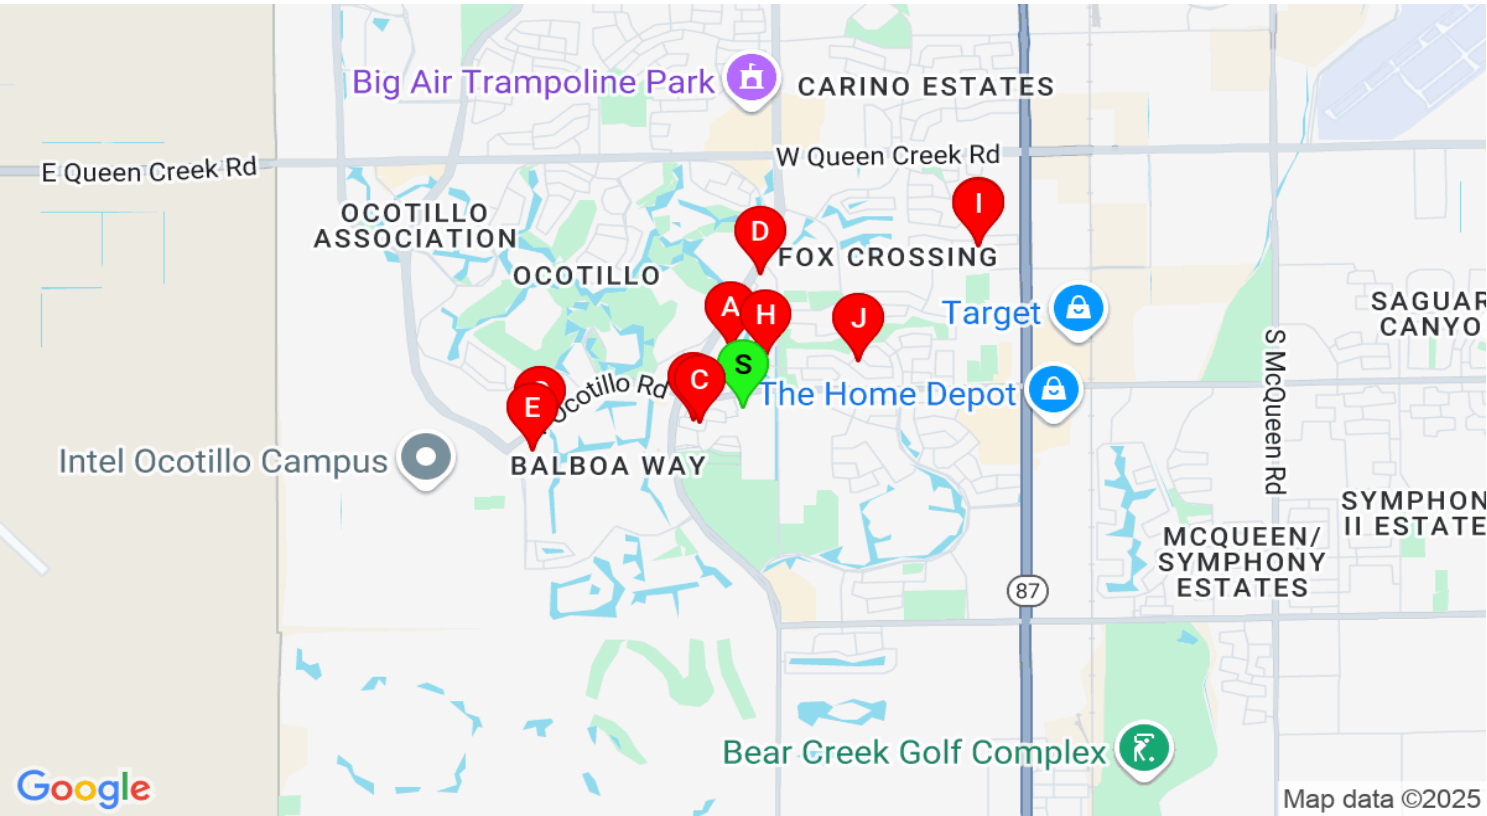 Big Air Trampoline Park
CARINO ESTATES
W Queen Creek Rd
E Queen Creek Rd
I
OCOTILLO
ASSOCIATION
D
FOX CROSSING
OCOTILLO
A
H
J
Target
SAGUAR
CANYO
S
C
Ocotillo Rd
The Home Depot
E
S McQueen Rd
Intel Ocotillo Campus
BALBOA WAY
SYMPHON
II ESTATE
MCQUEEN/
SYMPHONY
ESTATES
87
Bear Creek Golf Complex
Google
Map data ©2025